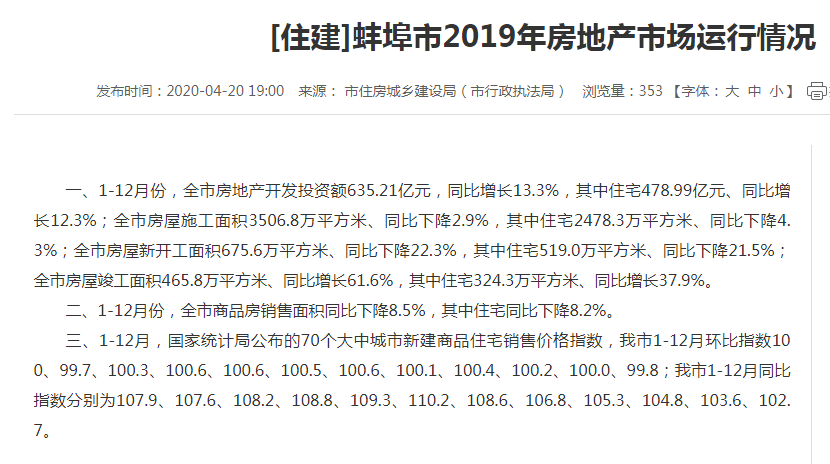 [住建]蚌埠市2019年房地产市场运行情况
发布时间：2020-04-20 19:00 来源： 市住房城乡建设局（市行政执法局） 浏览量：353 【字体：大 中 小】
一、1-12月份，全市房地产开发投资额635.21亿元，同比增长13.3%，其中住宅478.99亿元、同比增
长12.3%；全市房屋施工面积3506.8万平方米、同比下降2.9%，其中住宅2478.3万平方米、同比下降4.
3%；全市房屋新开工面积675.6万平方米、同比下降22.3%，其中住宅519.0万平方米、同比下降21.5%；
全市房屋竣工面积465.8万平方米、同比增长61.6%，其中住宅324.3万平方米、同比增长37.9%。
二、1-12月份，全市商品房销售面积同比下降8.5%，其中住宅同比下降8.2%。
三、1-12月，国家统计局公布的70个大中城市新建商品住宅销售价格指数，我市1-12月环比指数10
0、99.7、100.3、100.6、100.6、100.5、100.6、100.1、100.4、100.2、100.0、99.8；我市1-12月同比
指数分别为107.9、107.6、108.2、108.8、109.3、110.2、108.6、106.8、105.3、104.8、103.6、102.
7。